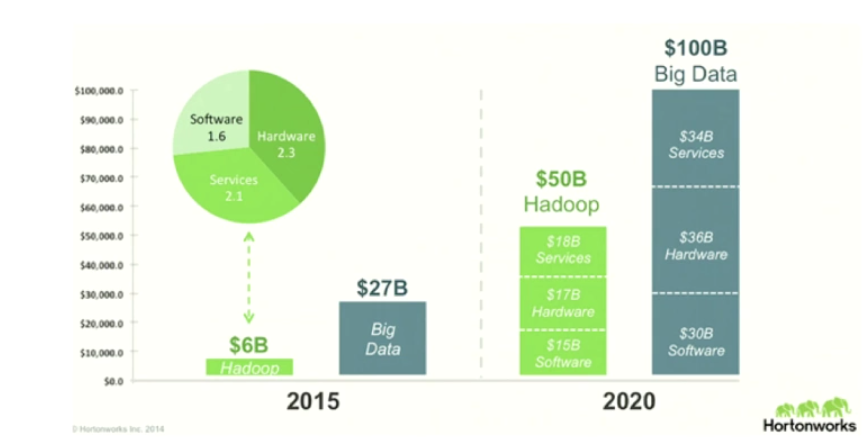 $100B
Big Data
$100,000.0
$90,000.0
$80,000.0
$70,000.0
$60,000.0
$50,000.0
$40,000.0
$30,000.0
$20,000.0
$10,000.0
$0.0
Software
1.6
Hardware
2.3
Services
2.1
$6B
Hadoop
$27B
Big
Data
2015
$50B
Hadoop
$18B
Services
$17B
Hardware
$15B
Software
$34B
Services
$36B
Hardware
$30B
Software
2020
© Hortonworks Inc. 2014
Hortonworks